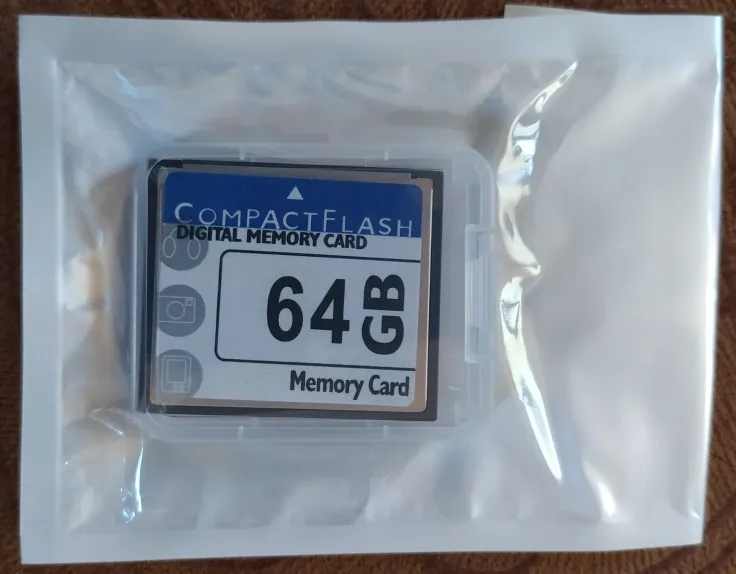 COMPACTFLASH
DIGITAL MEMORY CARD
64 GB
Memory Card